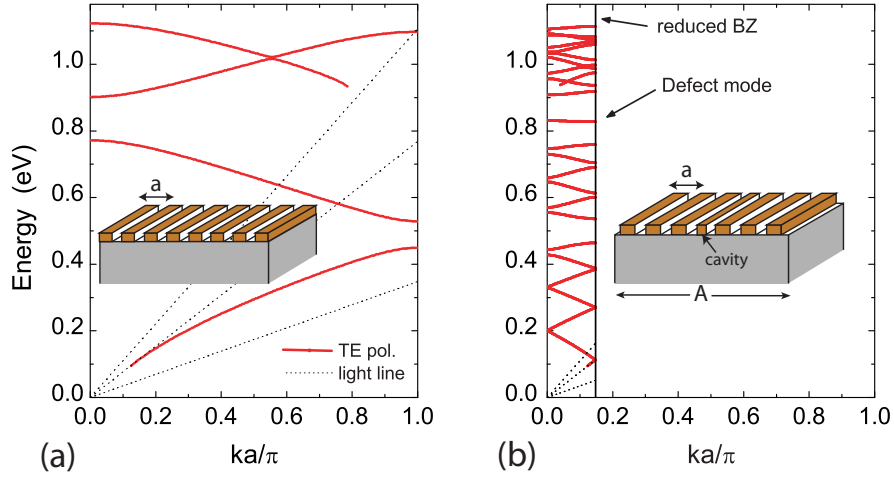 1.0
0.8
0.6
0.4
0.2
0.0
Energy (eV)
a
TE pol.
light line
0.0 0.2 0.4 0.6 0.8 1.0
(a)
ka/π
1.0
0.8
0.6
0.4
0.2
0.0
reduced BZ
Defect mode
a
cavity
A
0.0 0.2 0.4 0.6 0.8 1.0
(b)
ka/π